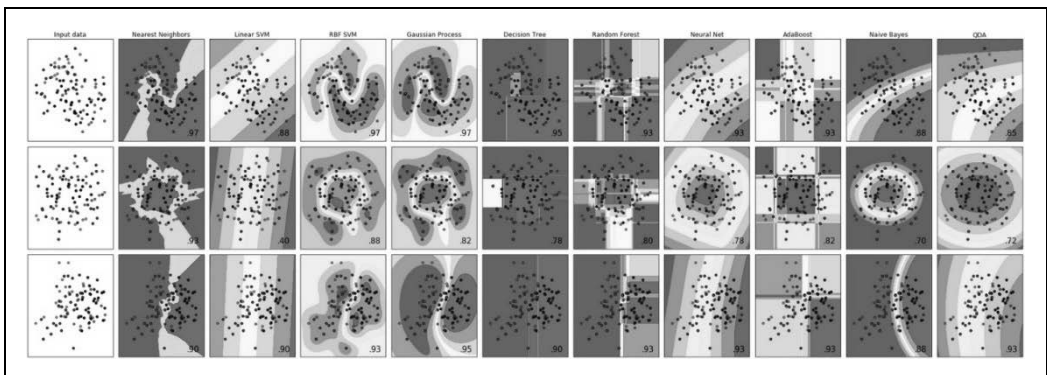 Input data Nearest Neighbors Linear SVM RBF SVM Gaussian Process Decision Tree Random Forest Neural Net AdaBoost Naive Bayes QDA
.97 .88 .97 .97 .95 .93 .93 .93 .88 .85
.93 .40 .88 .82 .78 .80 .78 .82 .70 .72
.90 .90 .93 .95 .90 .93 .93 .93 .88 .93